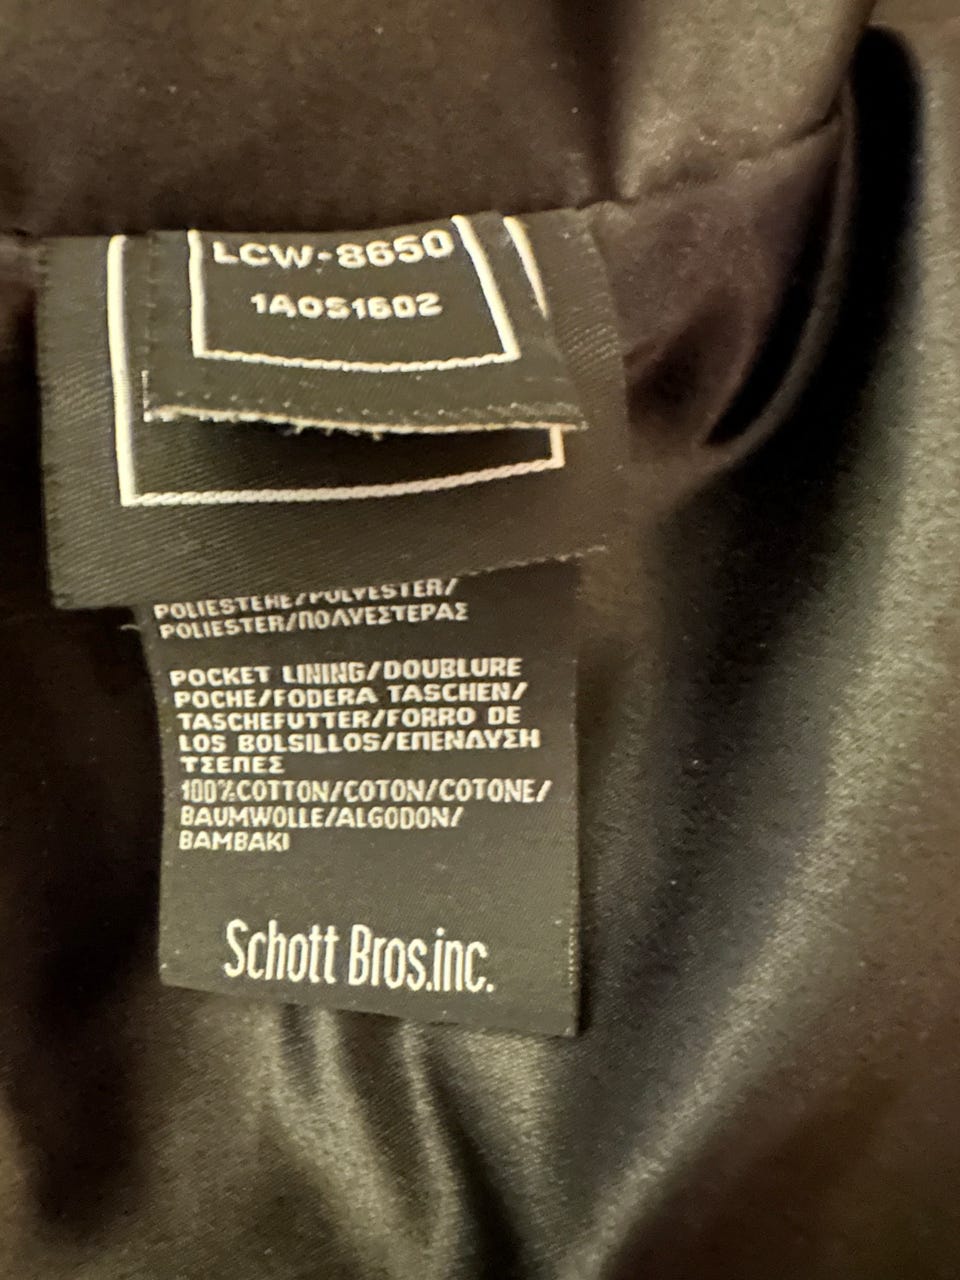 LCW-8650
1AOS1602
POLIESTERE/POLYESTER/
POLIESTER/ΠΟΛΥΕΣΤΕΡΑΣ
POCKET LINING/DOUBLURE
POCHE/FODERA TASCHEN/
TASCHEFUTTER/FORRO DE
LOS BOLSILLOS/ΕΠΕΝΔΥΣΗ
ΤΣΕΠΕΣ
100%COTTON/COTON/COTONE/
BAUMWOLLE/ALGODON/
BAMBAKI
Schott Bros.inc.